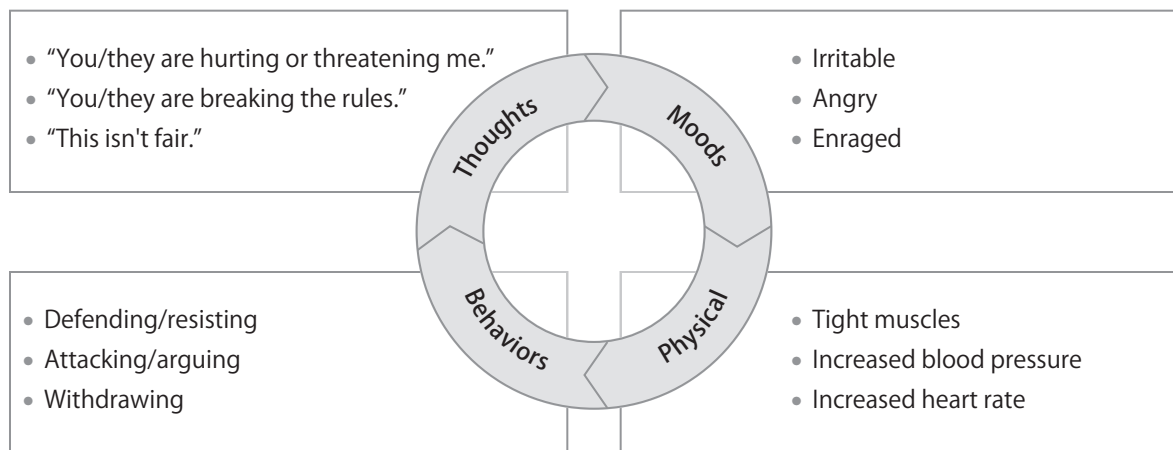 • “You/they are hurting or threatening me.”
• “You/they are breaking the rules.”
• “This isn't fair.”
Thoughts
Moods
• Irritable
• Angry
• Enraged
• Defending/resisting
• Attacking/arguing
• Withdrawing
Behaviors
Physical
• Tight muscles
• Increased blood pressure
• Increased heart rate